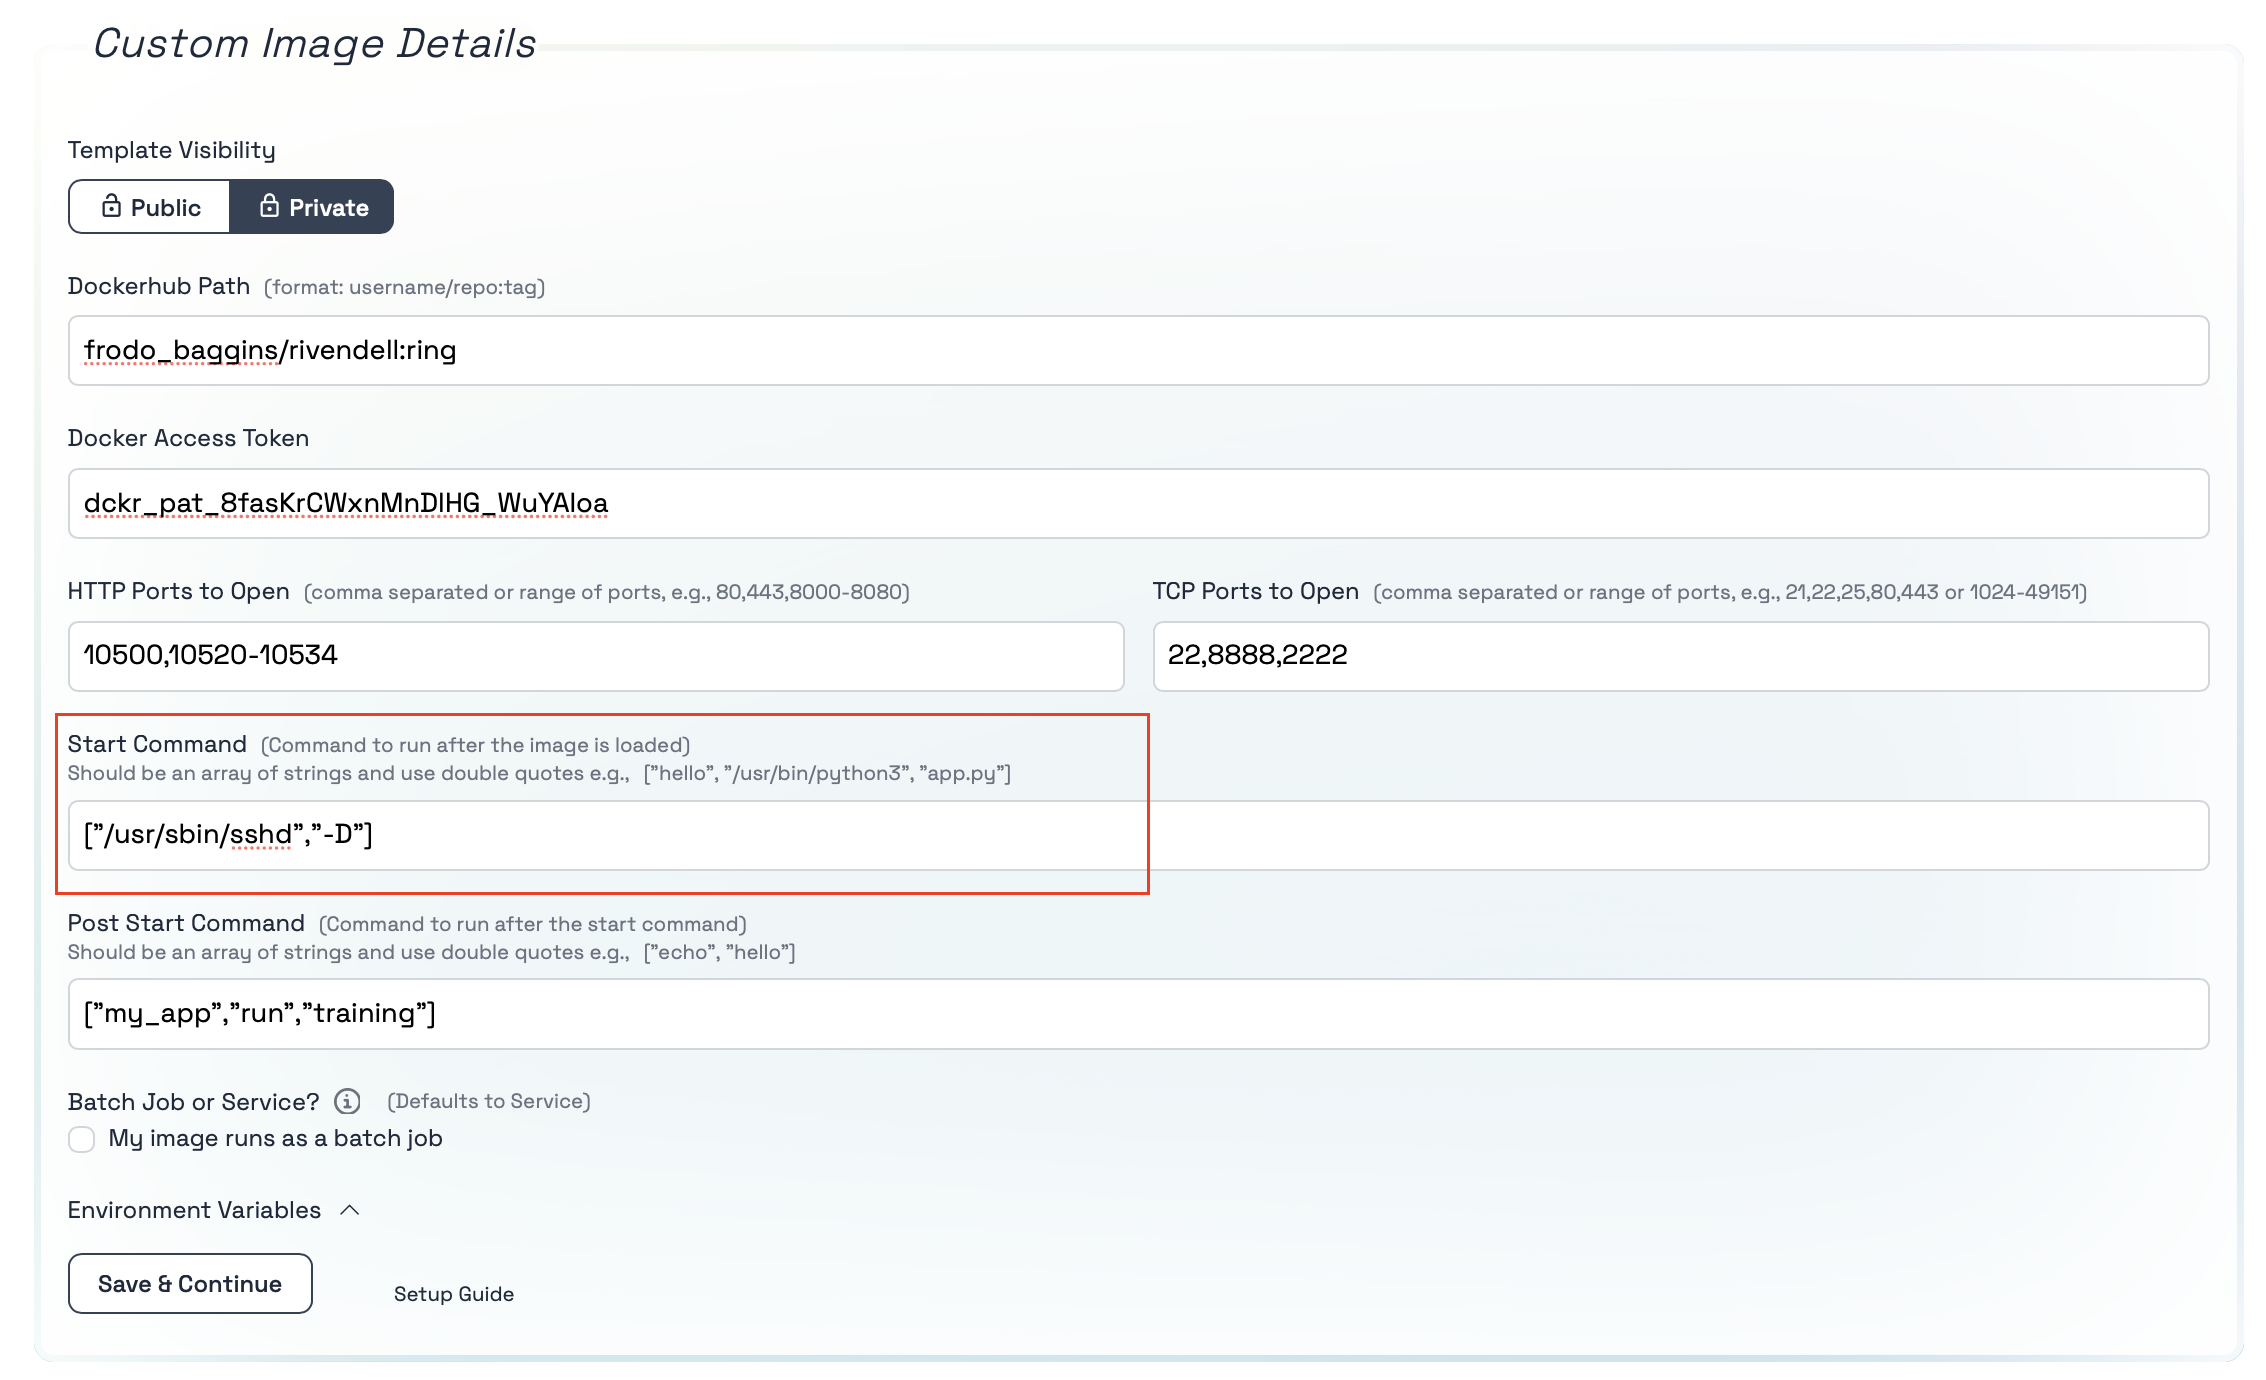 Custom Image Details
Template Visibility
Public Private
Dockerhub Path (format: username/repo:tag)
frodo_baggins/rivendell:ring
Docker Access Token
dckr_pat_8fasKrCWxnMnDlHG_WuYAloa
HTTP Ports to Open (comma separated or range of ports, e.g., 80,443,8000-8080)
10500,10520-10534
TCP Ports to Open (comma separated or range of ports, e.g., 21,22,25,80,443 or 1024-49151)
22,8888,2222
Start Command (Command to run after the image is loaded)
Should be an array of strings and use double quotes e.g., ["hello", "/usr/bin/python3", "app.py"]
["/usr/sbin/sshd","-D"]
Post Start Command (Command to run after the start command)
Should be an array of strings and use double quotes e.g., ["echo", "hello"]
["my_app","run","training"]
Batch Job or Service? (Defaults to Service)
My image runs as a batch job
Environment Variables
Save & Continue
Setup Guide